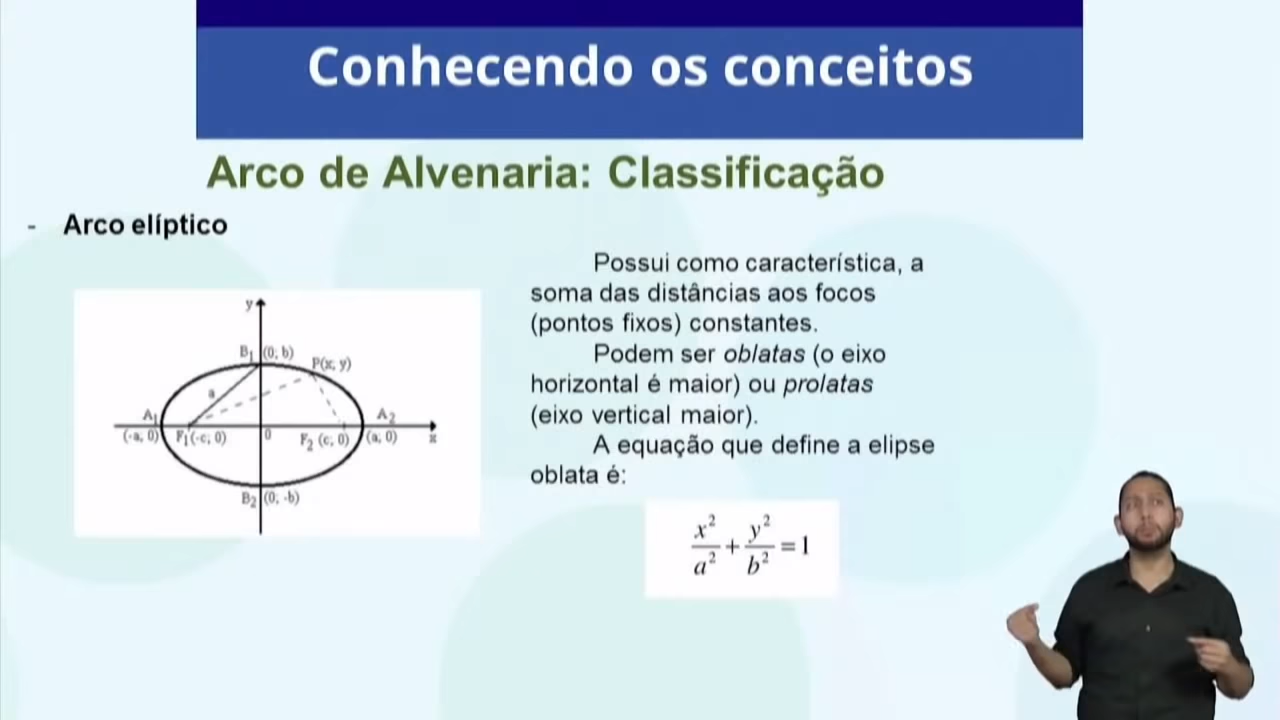 Conhecendo os conceitos
Arco de Alvenaria: Classificação
- Arco elíptico
Possui como característica, a
soma das distâncias aos focos
(pontos fixos) constantes.
Podem ser oblatas (o eixo
horizontal é maior) ou prolatas
(eixo vertical maior).
A equação que define a elipse
oblata é:
x²/a² + y²/b² = 1
y
B₁ (0; b)
P(x; y)
a
A₁ A₂
(-a; 0) F₁(-c; 0) 0 F₂ (c; 0) (a; 0) x
B₂ (0; -b)